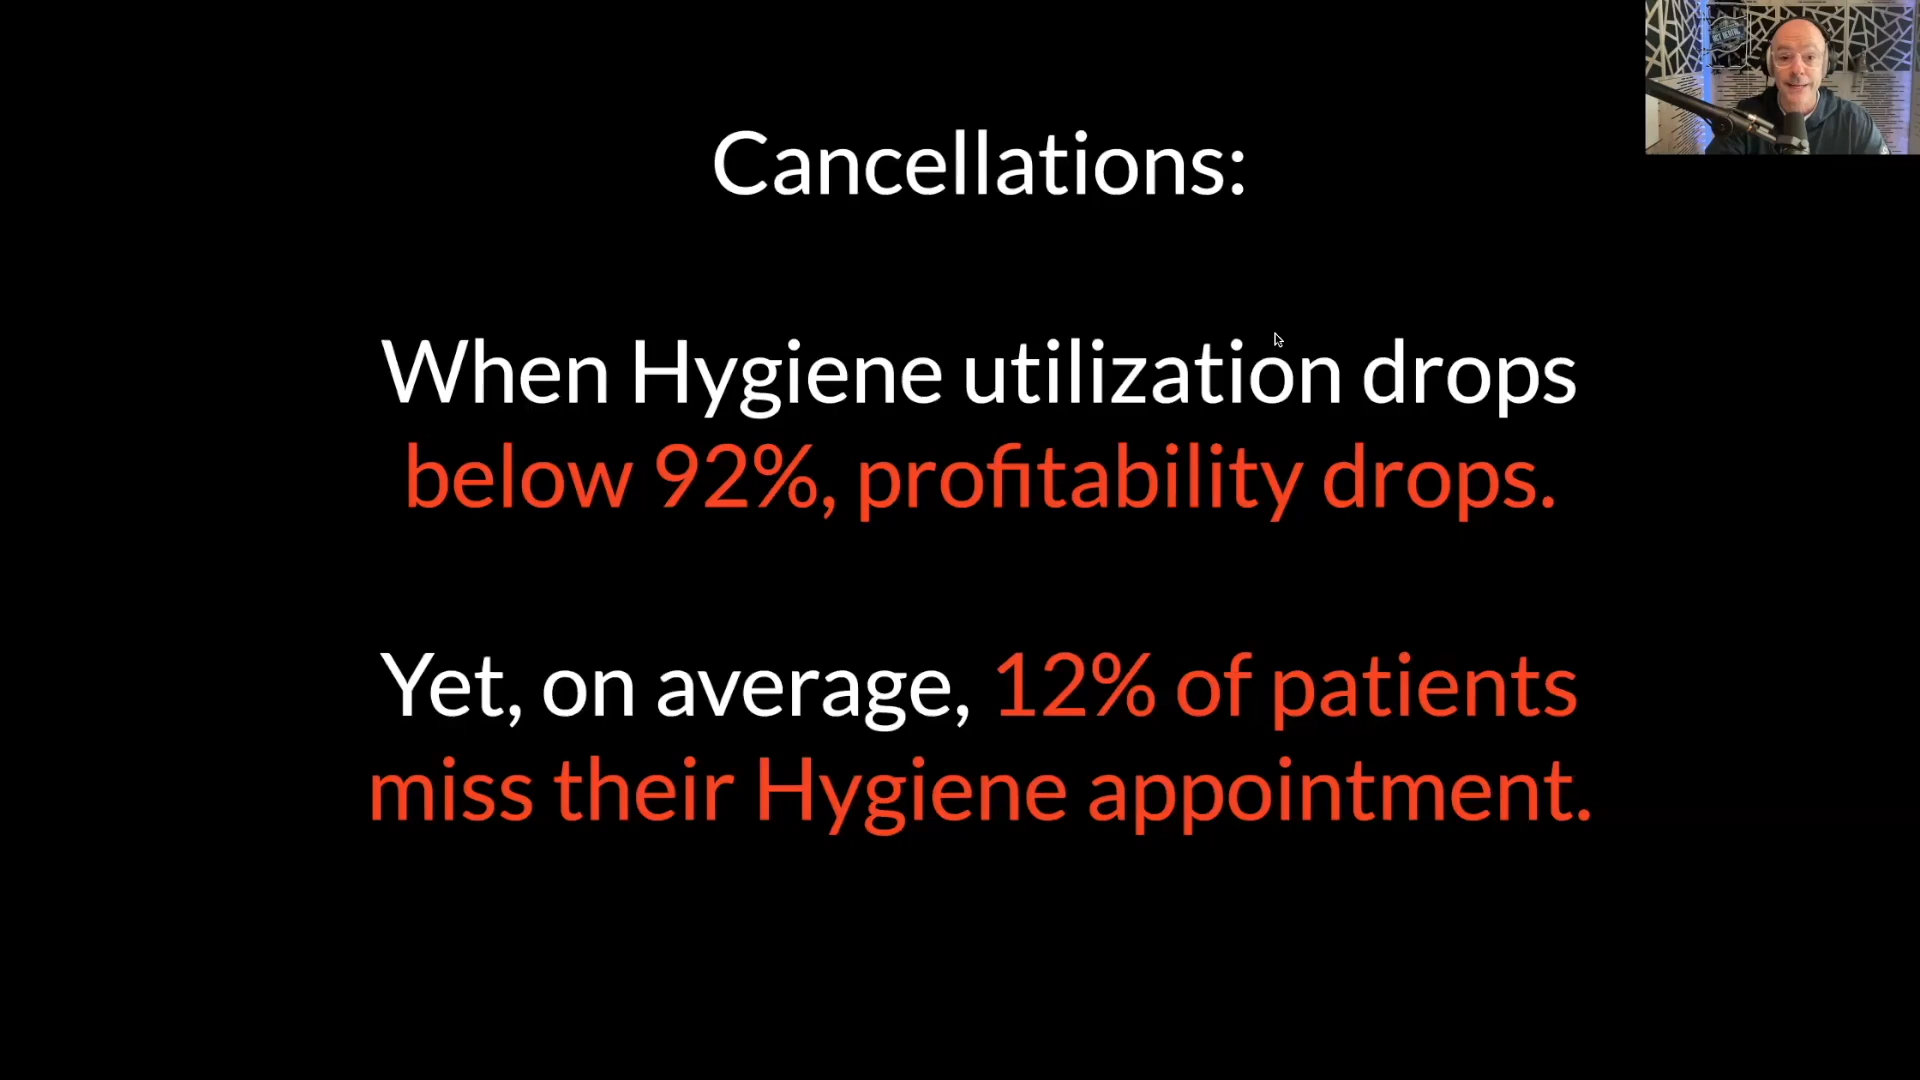 Cancellations:
When Hygiene utilization drops
below 92%, profitability drops.
Yet, on average, 12% of patients
miss their Hygiene appointment.